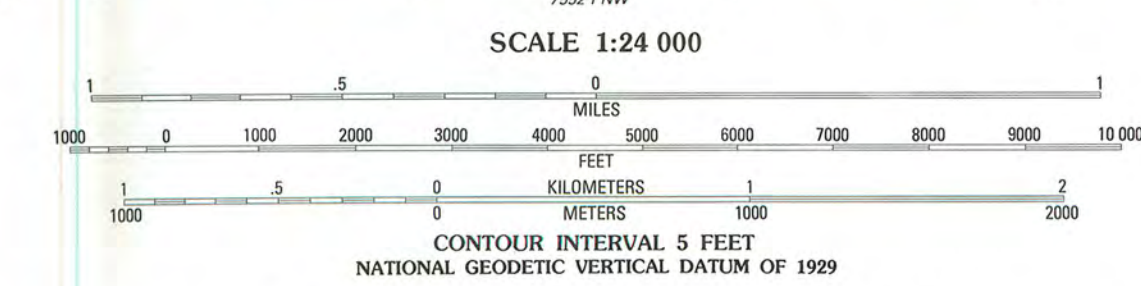 SCALE 1:24 000
1 .5 0 1
MILES
1000 0 1000 2000 3000 4000 5000 6000 7000 8000 9000 10 000
FEET
1 .5 0 KILOMETERS 1 2
1000 0 METERS 1000 2000
CONTOUR INTERVAL 5 FEET
NATIONAL GEODETIC VERTICAL DATUM OF 1929